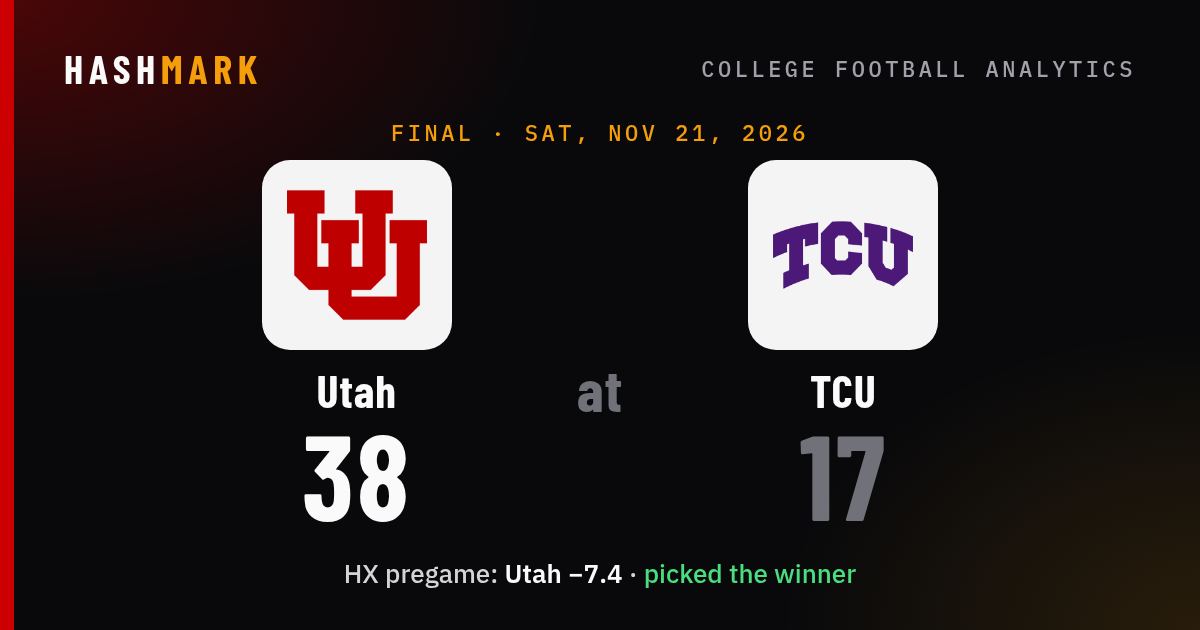 HASHMARK
COLLEGE FOOTBALL ANALYTICS
FINAL · SAT, NOV 21, 2026
UU
TCU
Utah
at
TCU
38
17
HX pregame: Utah −7.4 · picked the winner